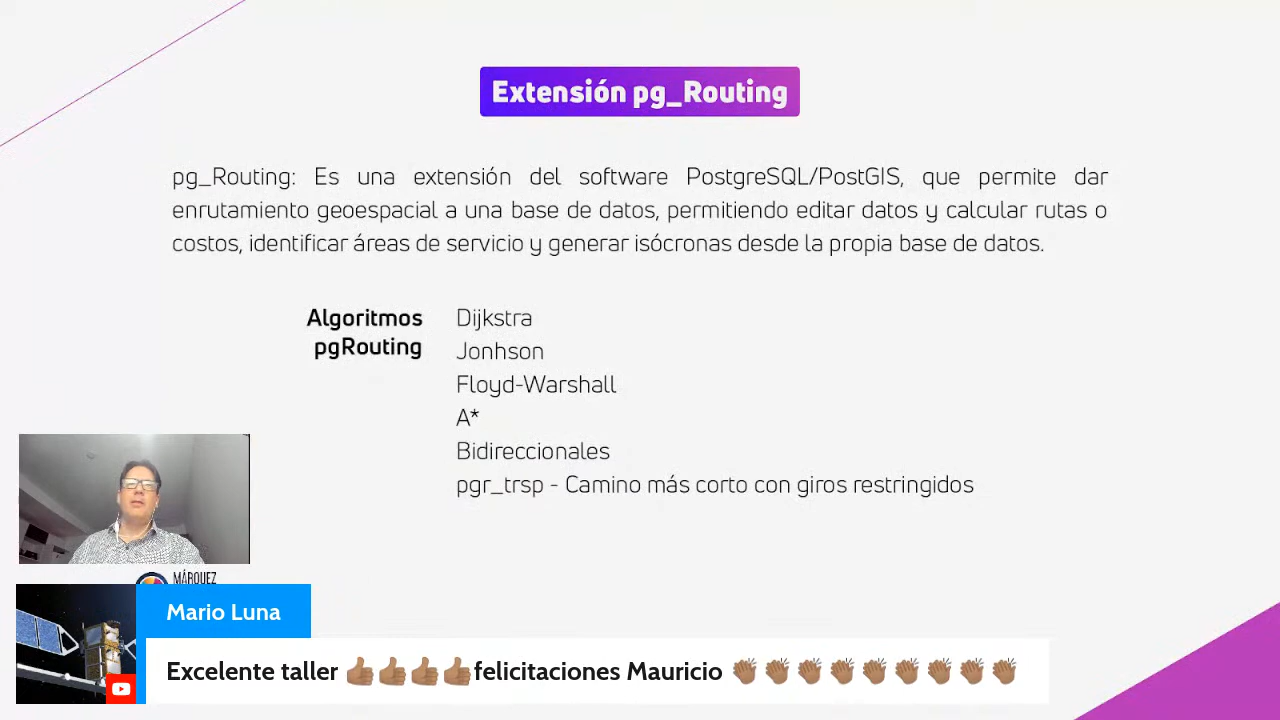 Extensión pg_Routing
pg_Routing: Es una extensión del software PostgreSQL/PostGIS, que permite dar
enrutamiento geoespacial a una base de datos, permitiendo editar datos y calcular rutas o
costos, identificar áreas de servicio y generar isócronas desde la propia base de datos.
Algoritmos
pgRouting
Dijkstra
Jonhson
Floyd-Warshall
A*
Bidireccionales
pgr_trsp - Camino más corto con giros restringidos
MÁRQUEZ
Mario Luna
Excelente taller 👍🏽👍🏽👍🏽👍🏽felicitaciones Mauricio 👏🏽👏🏽👏🏽👏🏽👏🏽👏🏽👏🏽👏🏽👏🏽